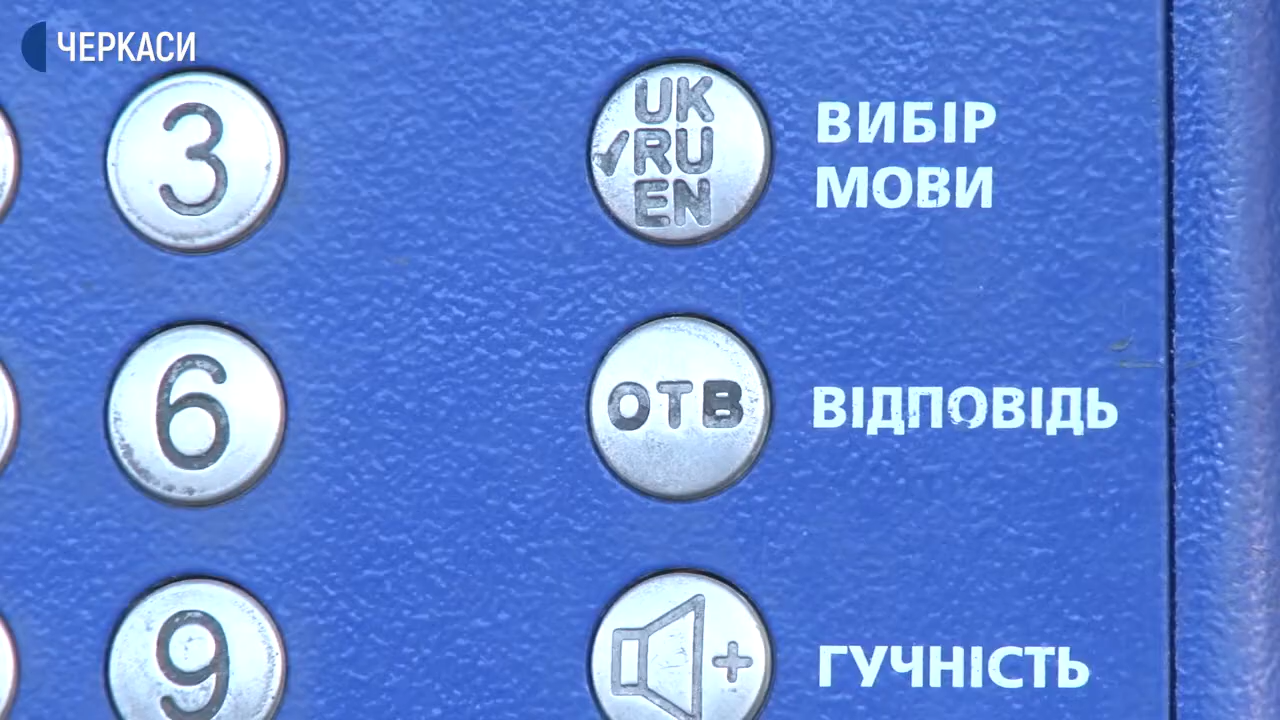 ЧЕРКАСИ
3
UK
✓RU
EN
ВИБІР
МОВИ
6
ОТВ
ВІДПОВІДЬ
9
+
ГУЧНІСТЬ